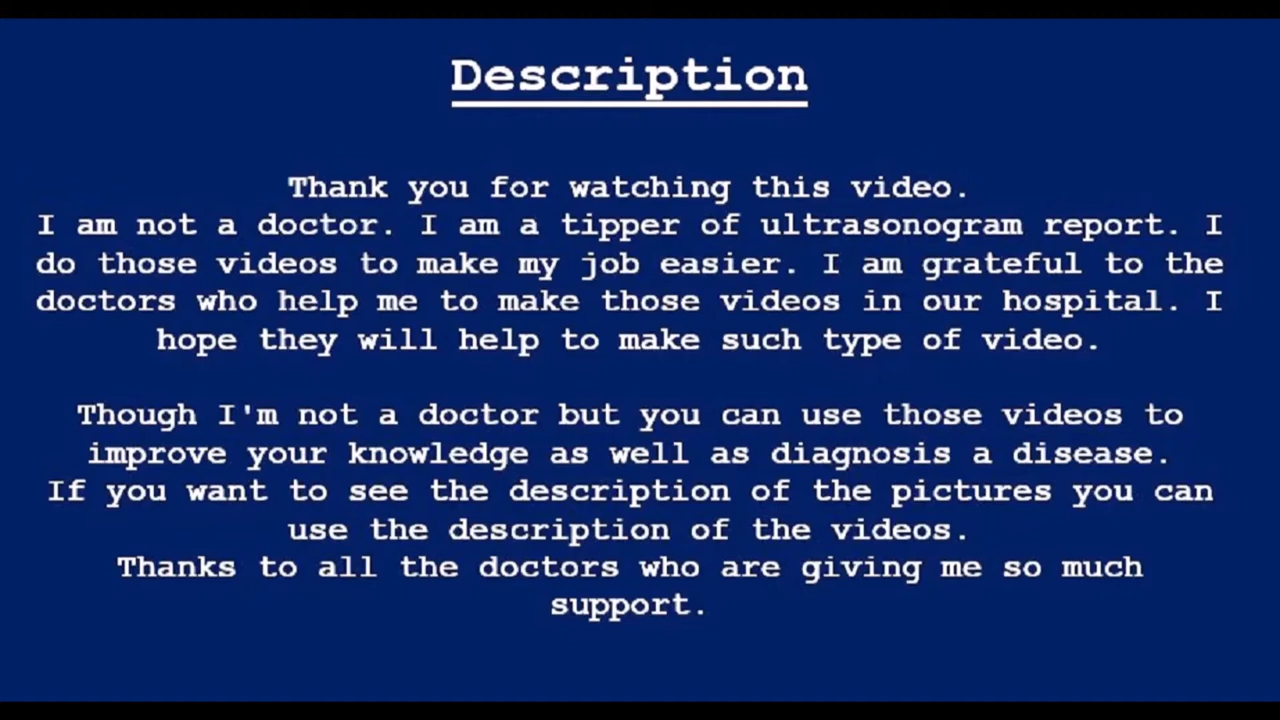 Description
Thank you for watching this video.
I am not a doctor. I am a tipper of ultrasonogram report. I
do those videos to make my job easier. I am grateful to the
doctors who help me to make those videos in our hospital. I
hope they will help to make such type of video.
Though I'm not a doctor but you can use those videos to
improve your knowledge as well as diagnosis a disease.
If you want to see the description of the pictures you can
use the description of the videos.
Thanks to all the doctors who are giving me so much
support.